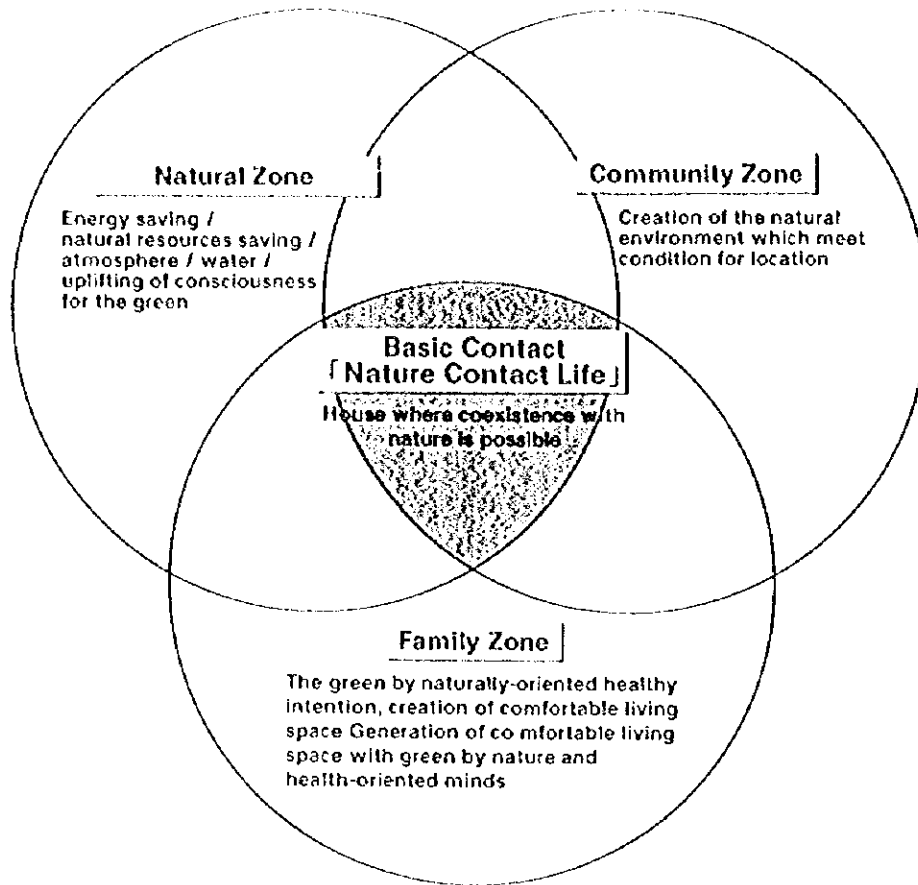 Natural Zone
Energy saving /
natural resources saving /
atmosphere / water /
uplifting of consciousness
for the green
Community Zone
Creation of the natural
environment which meet
condition for location
Basic Contact
「Nature Contact Life」
House where coexistence with
nature is possible
Family Zone
The green by naturally-oriented healthy
intention, creation of comfortable living
space Generation of co mfortable living
space with green by nature and
health-oriented minds